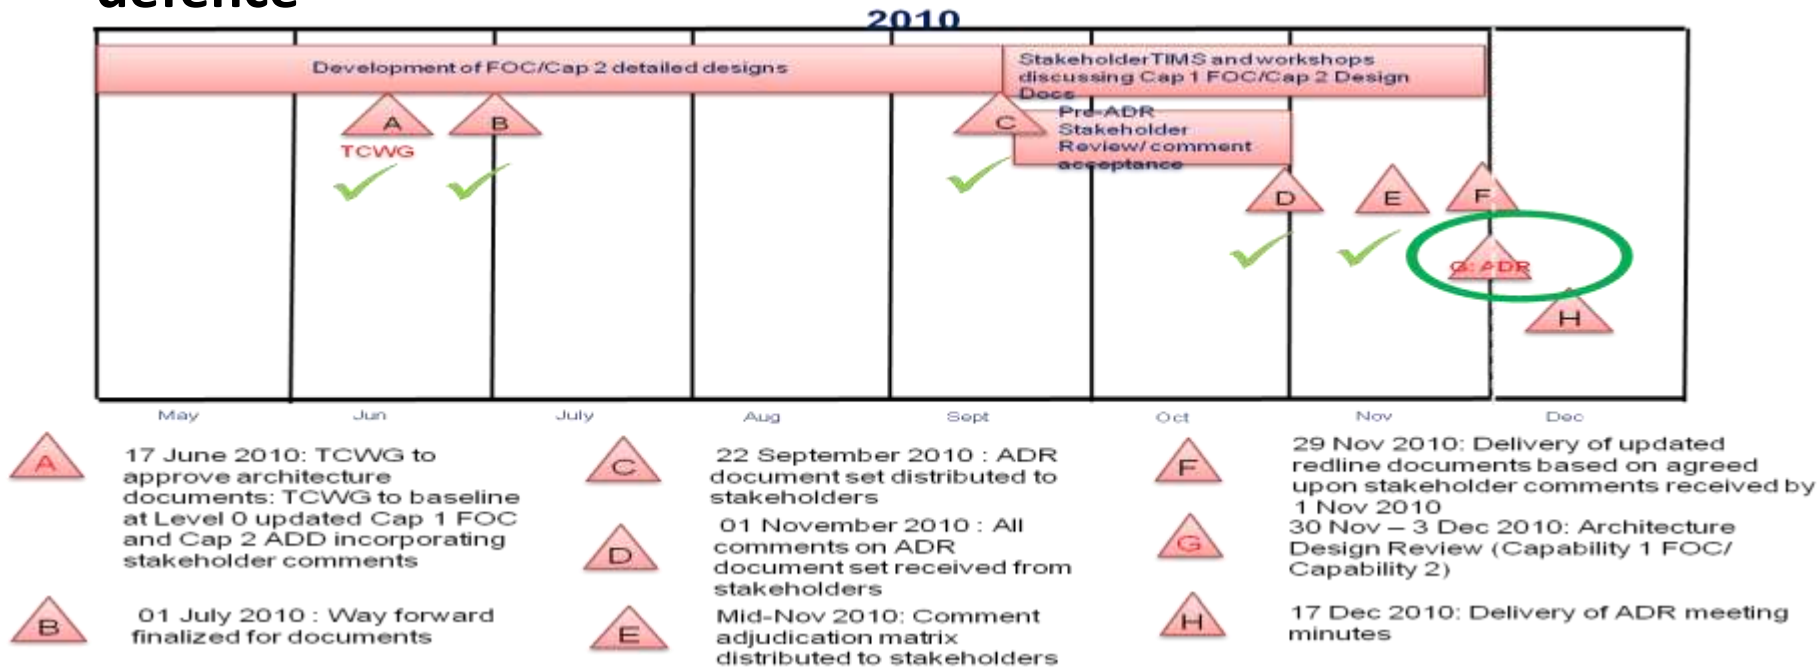 defence
2010
Development of FOC/Cap 2 detailed designs
Stakeholder TIMS and workshops
discussing Cap 1 FOC/Cap 2 Design
Docs
A
B
C
Pre-ADR
Stakeholder
Review/comment
acceptance
TCWG
D
E
F
G: ADR
H
May
Jun
July
Aug
Sept
Oct
Nov
Dec
A
17 June 2010: TCWG to
approve architecture
documents: TCWG to baseline
at Level 0 updated Cap 1 FOC
and Cap 2 ADD incorporating
stakeholder comments
B
01 July 2010 : Way forward
finalized for documents
C
22 September 2010 : ADR
document set distributed to
stakeholders
D
01 November 2010 : All
comments on ADR
document set received from
stakeholders
E
Mid-Nov 2010: Comment
adjudication matrix
distributed to stakeholders
F
29 Nov 2010: Delivery of updated
redline documents based on agreed
upon stakeholder comments received by
1 Nov 2010
G
30 Nov – 3 Dec 2010: Architecture
Design Review (Capability 1 FOC/
Capability 2)
H
17 Dec 2010: Delivery of ADR meeting
minutes